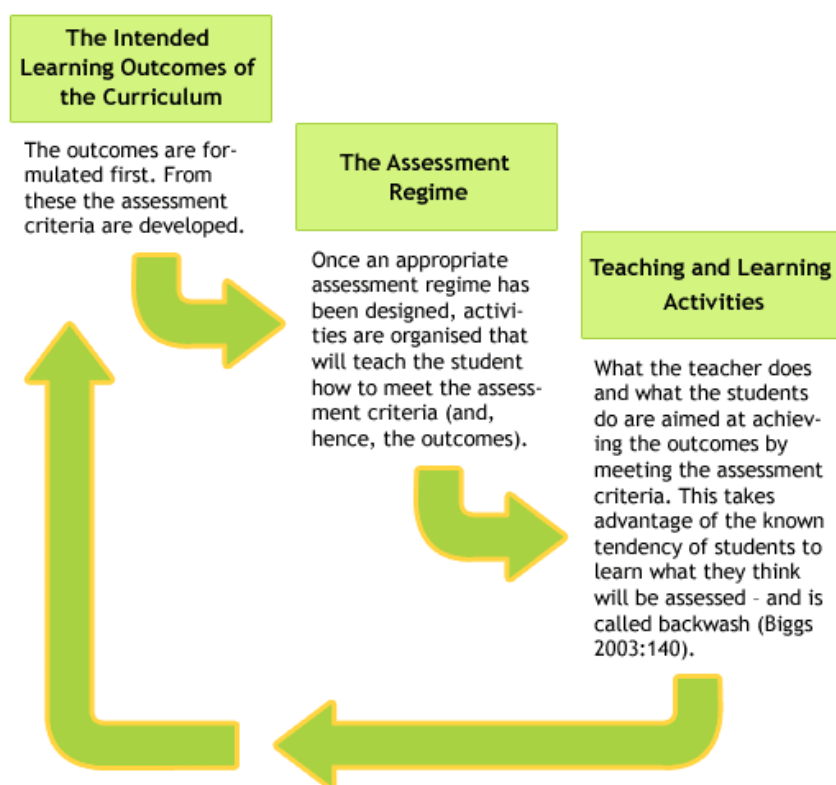 The Intended
Learning Outcomes of
the Curriculum
The outcomes are for-
mulated first. From
these the assessment
criteria are developed.
The Assessment
Regime
Once an appropriate
assessment regime has
been designed, activi-
ties are organised that
will teach the student
how to meet the assess-
ment criteria (and,
hence, the outcomes).
Teaching and Learning
Activities
What the teacher does
and what the students
do are aimed at achiev-
ing the outcomes by
meeting the assessment
criteria. This takes
advantage of the known
tendency of students to
learn what they think
will be assessed – and is
called backwash (Biggs
2003:140).